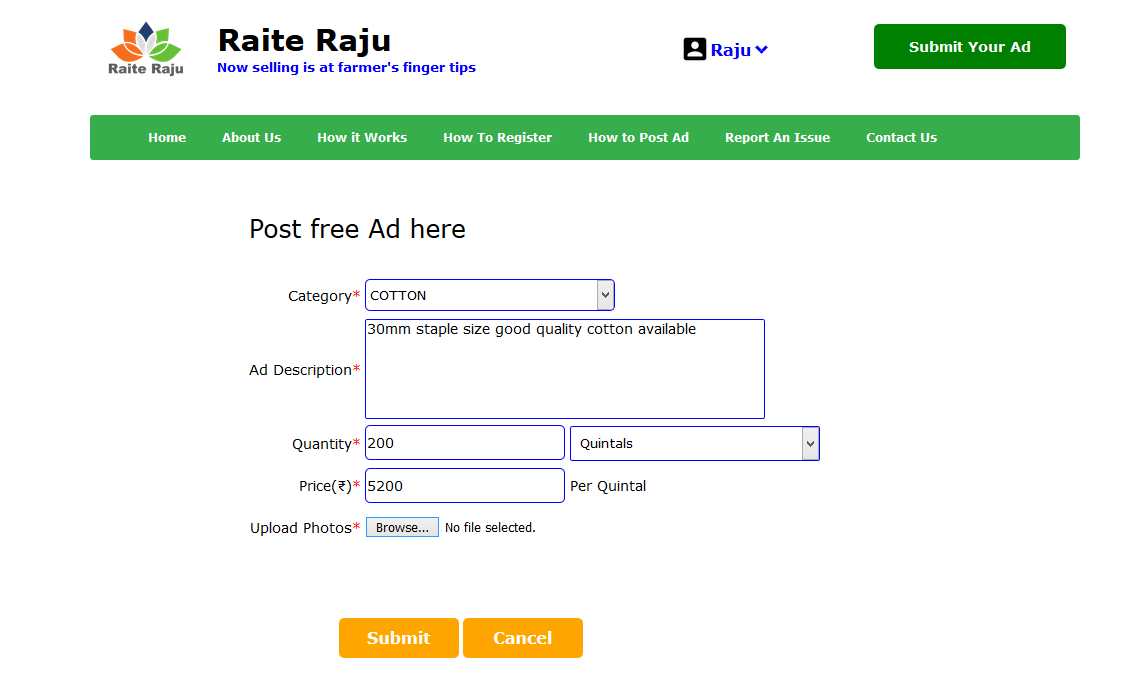 Raite Raju
Raite Raju
Now selling is at farmer's finger tips
Raju
Submit Your Ad
Home About Us How it Works How To Register How to Post Ad Report An Issue Contact Us
Post free Ad here
Category* COTTON
30mm staple size good quality cotton available
Ad Description*
Quantity* 200 Quintals
Price(₹)* 5200 Per Quintal
Upload Photos* Browse... No file selected.
Submit Cancel